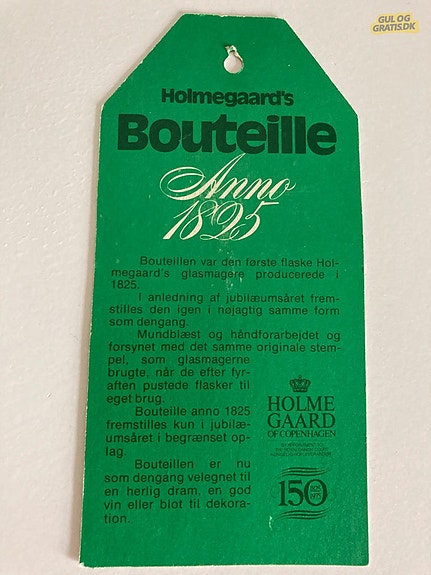 GUL OG
GRATIS.DK
Holmegaard's
Bouteille
Anno
1825
Bouteillen var den første flaske Hol-
megaard's glasmagere producerede i
1825.
I anledning af jubilæumsåret frem-
stilles den igen i nøjagtig samme form
som dengang.
Mundblæst og håndforarbejdet og
forsynet med det samme originale stem-
pel, som glasmagerne
brugte, når de efter fyr-
aften pustede flasker til
eget brug.
Bouteille anno 1825
fremstilles kun i jubilæ-
umsåret i begrænset op-
lag.
Bouteillen er nu
som dengang velegnet til
en herlig dram, en god
vin eller blot til dekora-
tion.
HOLME
GAARD
OF COPENHAGEN
150
1825
1975